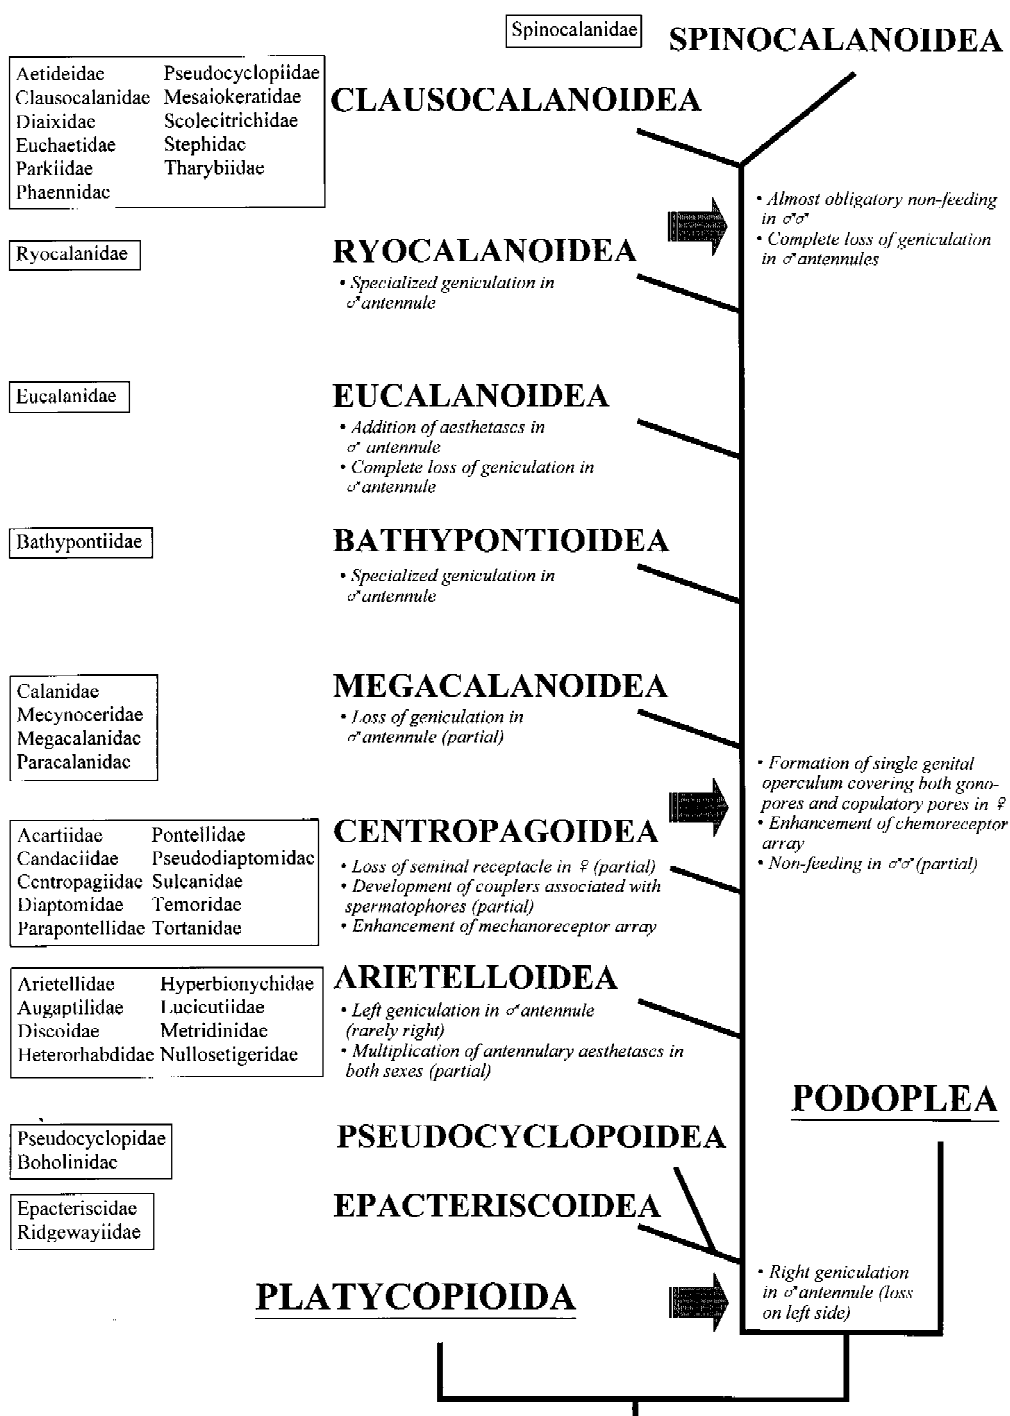 Spinocalanidae
SPINOCALANOIDEA
Aetideidae Pseudocyclopiidae
Clausocalanidae Mesaiokeratidae
Diaixidae Scolecitrichidae
Euchaetidae Stephidae
Parkiidae Tharybiidae
Phaennidae
CLAUSOCALANOIDEA
• Almost obligatory non-feeding
in ♂♂
• Complete loss of geniculation
in ♂ antennules
Ryocalanidae
RYOCALANOIDEA
• Specialized geniculation in
♂ antennule
Eucalanidae
EUCALANOIDEA
• Addition of aesthetascs in
♂ antennule
• Complete loss of geniculation in
♂ antennule
Bathypontiidae
BATHYPONTIOIDEA
• Specialized geniculation in
♂ antennule
Calanidae
Mecynoceridae
Megacalanidae
Paracalanidae
MEGACALANOIDEA
• Loss of geniculation in
♂ antennule (partial)
• Formation of single genital
operculum covering both gono-
pores and copulatory pores in ♀
• Enhancement of chemoreceptor
array
• Non-feeding in ♂♂ (partial)
Acartiidae Pontellidae
Candaciidae Pseudodiaptomidae
Centropagiidae Sulcanidae
Diaptomidae Temoridae
Parapontellidae Tortanidae
CENTROPAGOIDEA
• Loss of seminal receptacle in ♀ (partial)
• Development of couplers associated with
spermatophores (partial)
• Enhancement of mechanoreceptor array
Arietellidae Hyperbionychidae
Augaptilidae Lucicutiidae
Discoidae Metridinidae
Heterorhabdidae Nullosetigeridae
ARIETELLOIDEA
• Left geniculation in ♂ antennule
(rarely right)
• Multiplication of antennulary aesthetascs in
both sexes (partial)
PODOPLEA
Pseudocyclopidae
Boholinidae
PSEUDOCYCLOPOIDEA
Epacteriscidae
Ridgewayiidae
EPACTERISCOIDEA
• Right geniculation
in ♂ antennule (loss
on left side)
PLATYCOPIOIDA